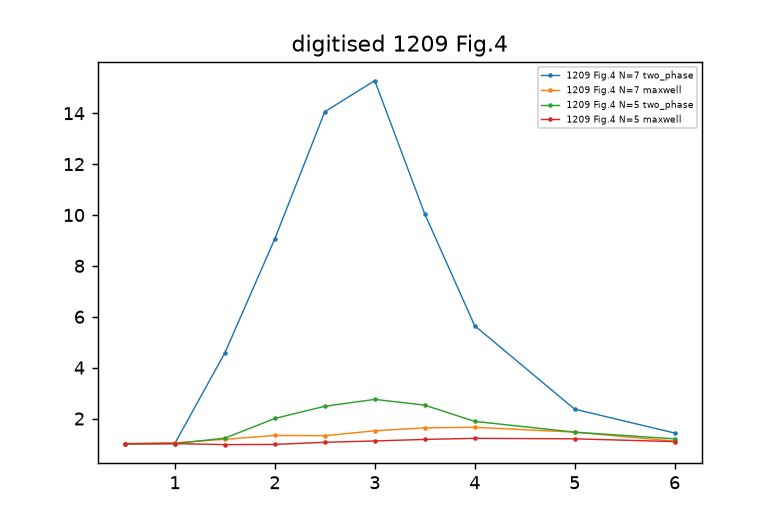 digitised 1209 Fig.4
1209 Fig.4 N=7 two_phase
1209 Fig.4 N=7 maxwell
1209 Fig.4 N=5 two_phase
1209 Fig.4 N=5 maxwell
14
12
10
8
6
4
2
1 2 3 4 5 6